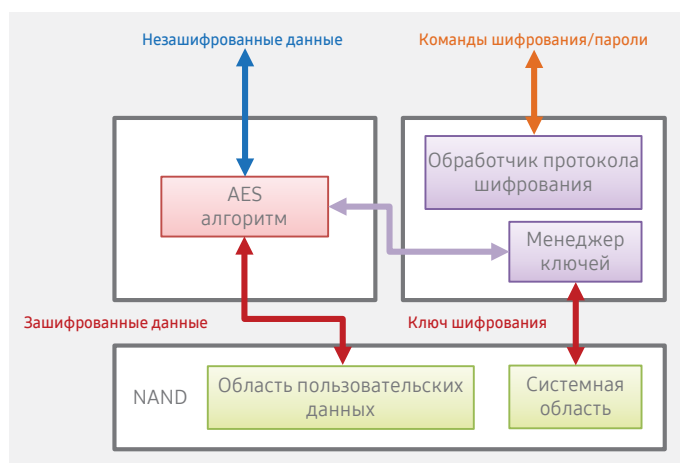 Незашифрованные данные
Команды шифрования/пароли
AES
алгоритм
Обработчик протокола
шифрования
Менеджер
ключей
Зашифрованные данные
Ключ шифрования
NAND
Область пользовательских
данных
Системная
область